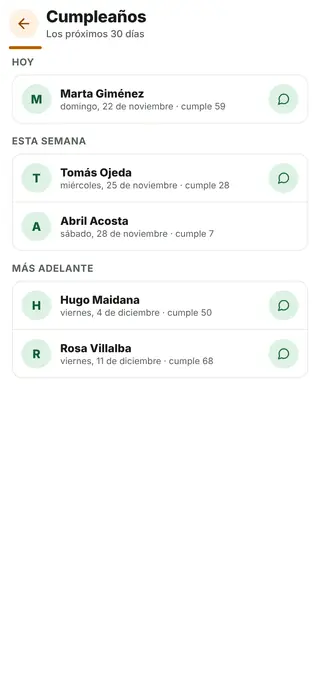 Cumpleaños
Los próximos 30 días
HOY
M
Marta Giménez
domingo, 22 de noviembre · cumple 59
ESTA SEMANA
T
Tomás Ojeda
miércoles, 25 de noviembre · cumple 28
A
Abril Acosta
sábado, 28 de noviembre · cumple 7
MÁS ADELANTE
H
Hugo Maidana
viernes, 4 de diciembre · cumple 50
R
Rosa Villalba
viernes, 11 de diciembre · cumple 68